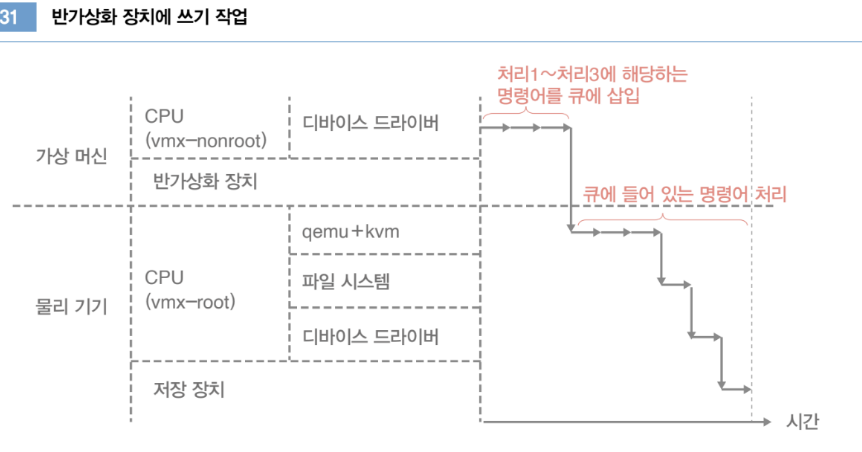 31 반가상화 장치에 쓰기 작업
처리1~처리3에 해당하는
명령어를 큐에 삽입
가상 머신
CPU
(vmx-nonroot)
디바이스 드라이버
반가상화 장치
큐에 들어 있는 명령어 처리
물리 기기
CPU
(vmx-root)
qemu+kvm
파일 시스템
디바이스 드라이버
저장 장치
시간